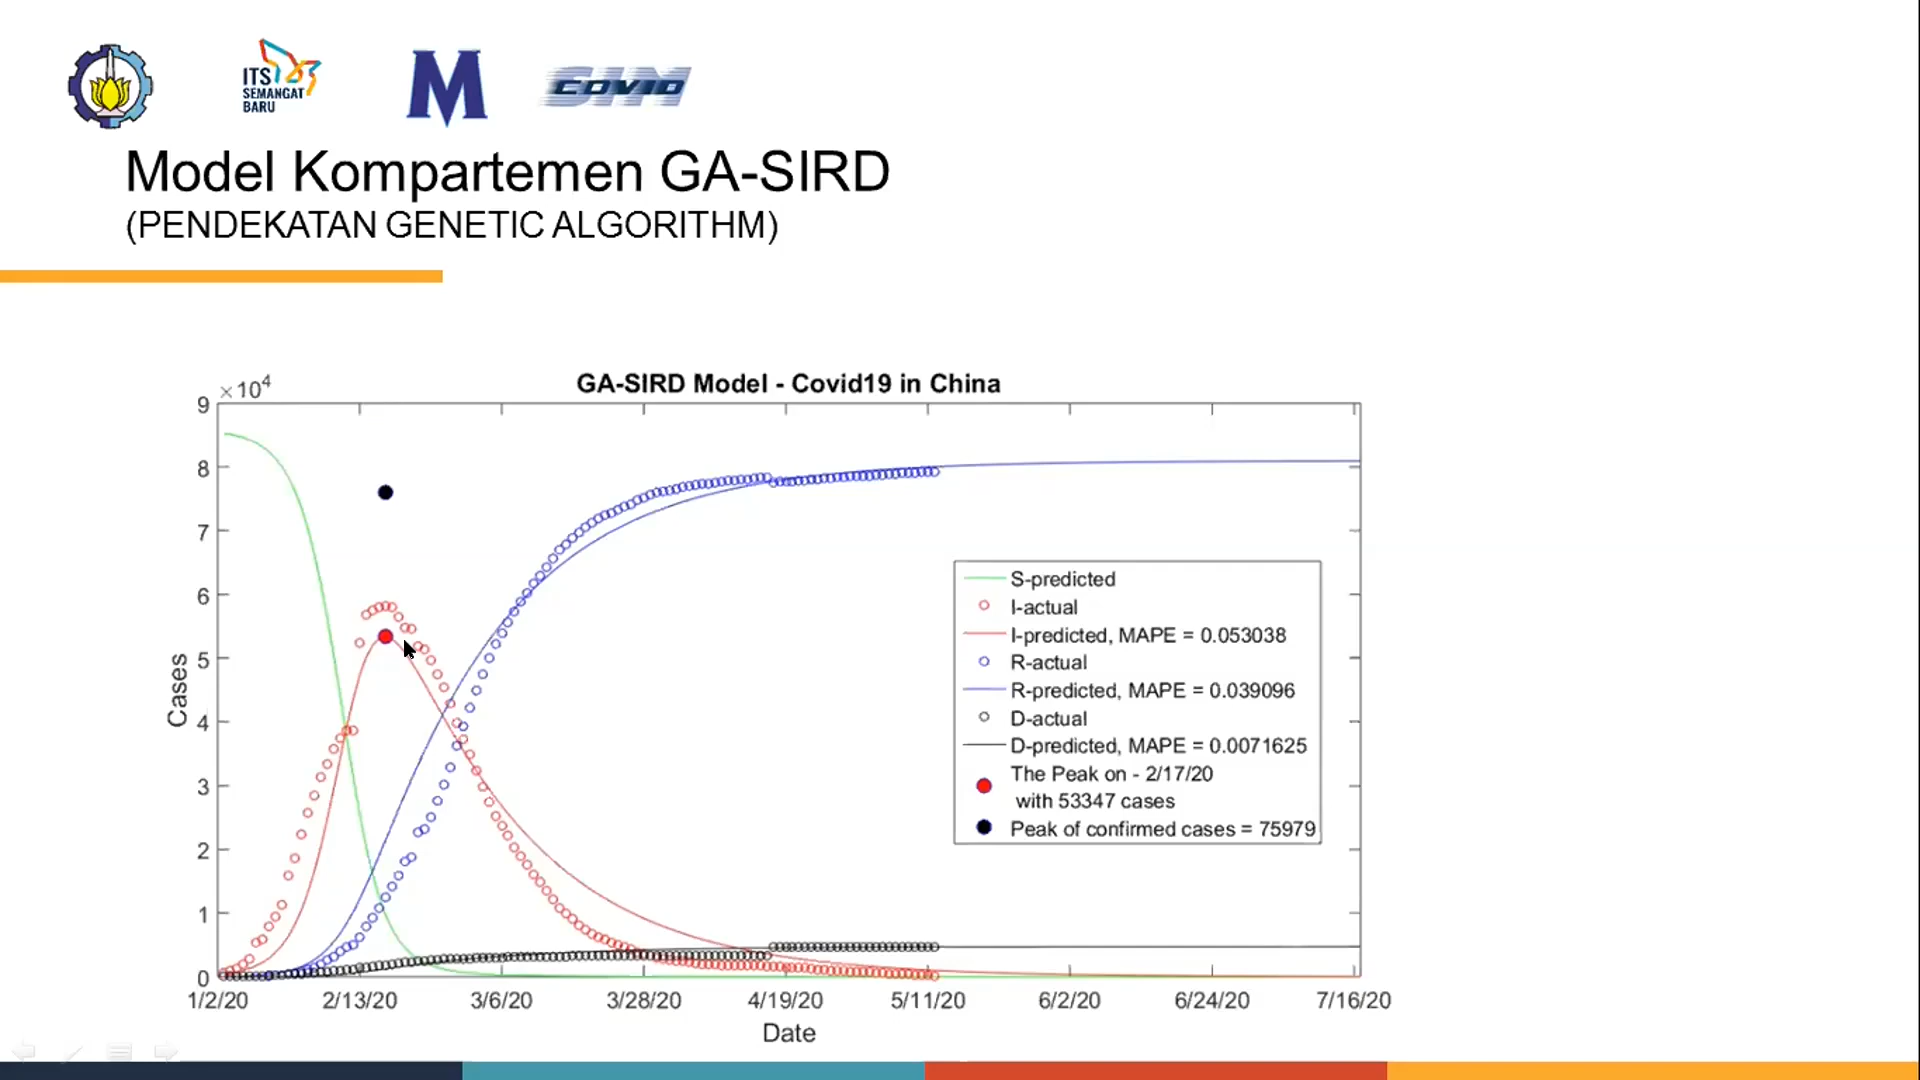 ITS
SEMANGAT
BARU
M
COVID
Model Kompartemen GA-SIRD
(PENDEKATAN GENETIC ALGORITHM)
GA-SIRD Model - Covid19 in China
×10⁴
9
8
7
6
5
4
3
2
1
0
Cases
S-predicted
I-actual
I-predicted, MAPE = 0.053038
R-actual
R-predicted, MAPE = 0.039096
D-actual
D-predicted, MAPE = 0.0071625
The Peak on - 2/17/20
with 53347 cases
Peak of confirmed cases = 75979
1/2/20 2/13/20 3/6/20 3/28/20 4/19/20 5/11/20 6/2/20 6/24/20 7/16/20
Date